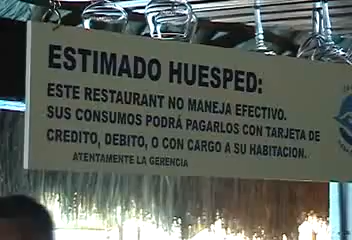 ESTIMADO HUESPED:
ESTE RESTAURANT NO MANEJA EFECTIVO.
SUS CONSUMOS PODRÁ PAGARLOS CON TARJETA DE
CREDITO, DEBITO, O CON CARGO A SU HABITACION.
ATENTAMENTE LA GERENCIA